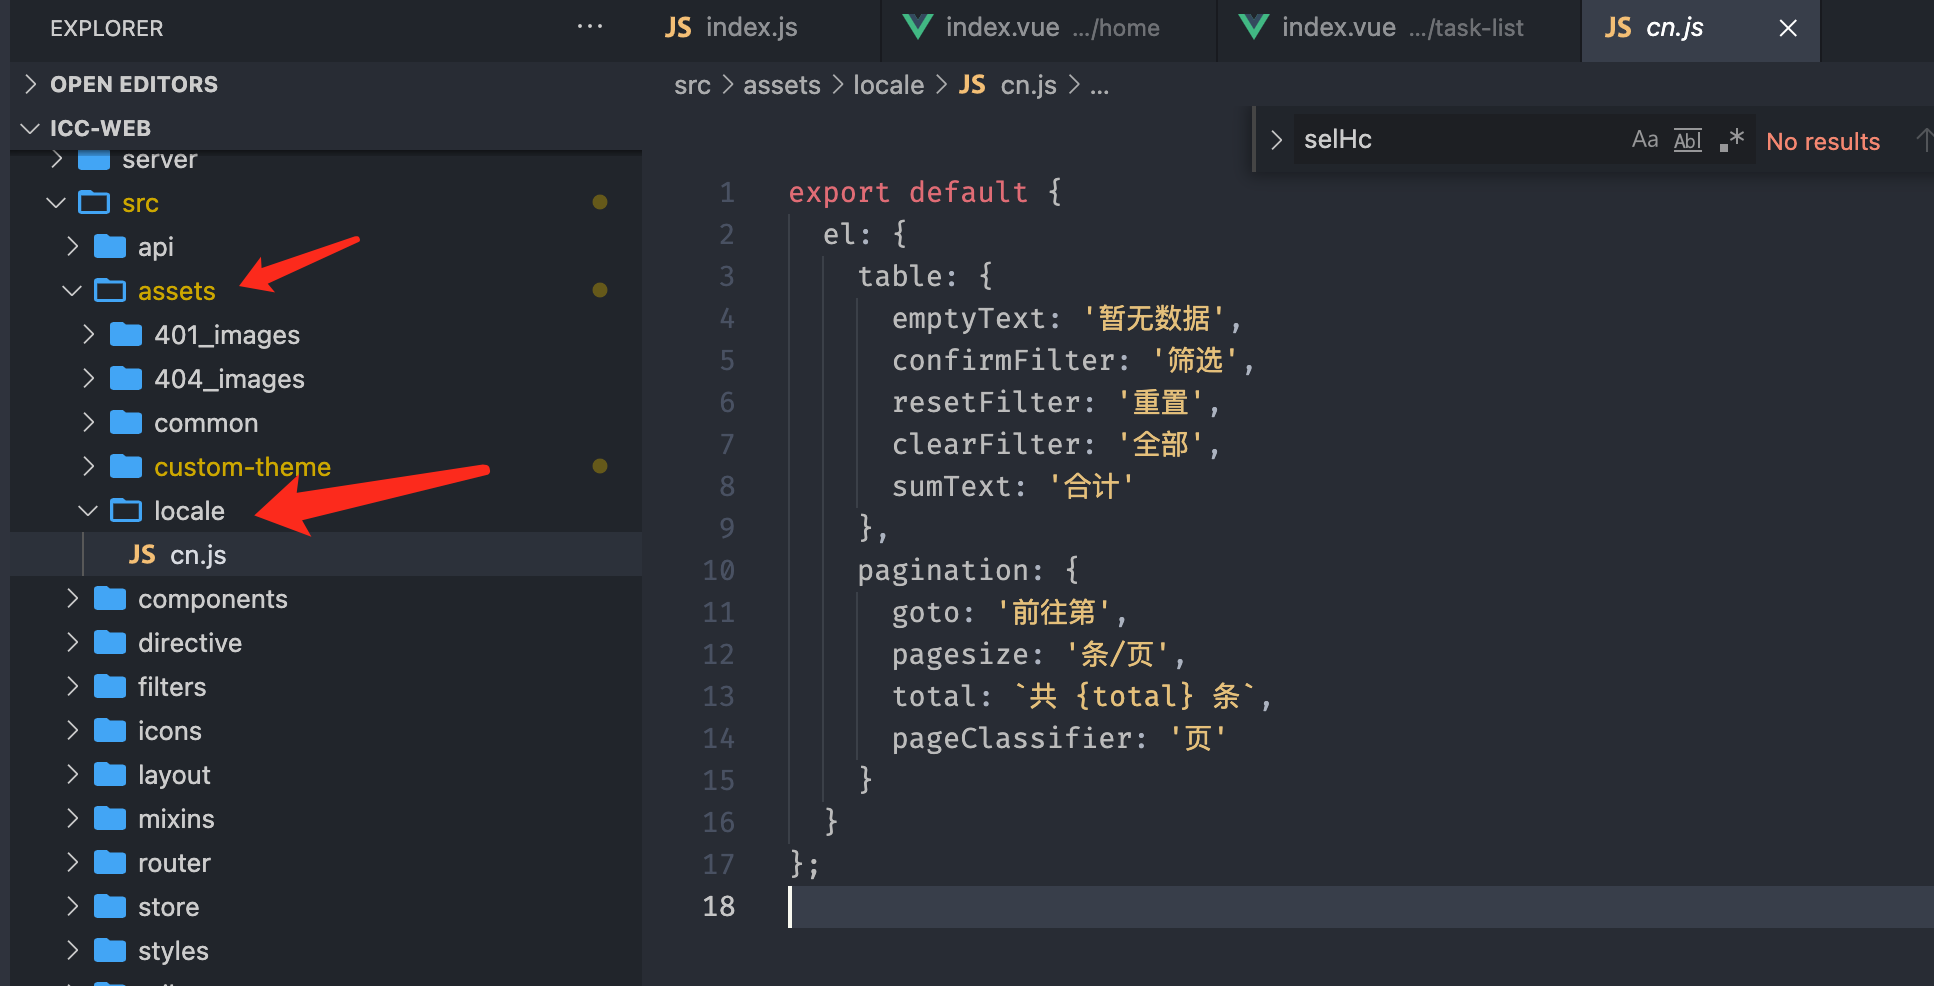 EXPLORER
···
OPEN EDITORS
ICC-WEB
server
src
api
assets
401_images
404_images
common
custom-theme
locale
JS cn.js
components
directive
filters
icons
layout
mixins
router
store
styles
JS index.js
index.vue .../home
index.vue .../task-list
JS cn.js
src > assets > locale > JS cn.js > ...
selHc
Aa Abl .* No results
1 export default {
2 el: {
3 table: {
4 emptyText: '暂无数据',
5 confirmFilter: '筛选',
6 resetFilter: '重置',
7 clearFilter: '全部',
8 sumText: '合计'
9 },
10 pagination: {
11 goto: '前往第',
12 pagesize: '条/页',
13 total: `共 {total} 条`,
14 pageClassifier: '页'
15 }
16 }
17 };
18